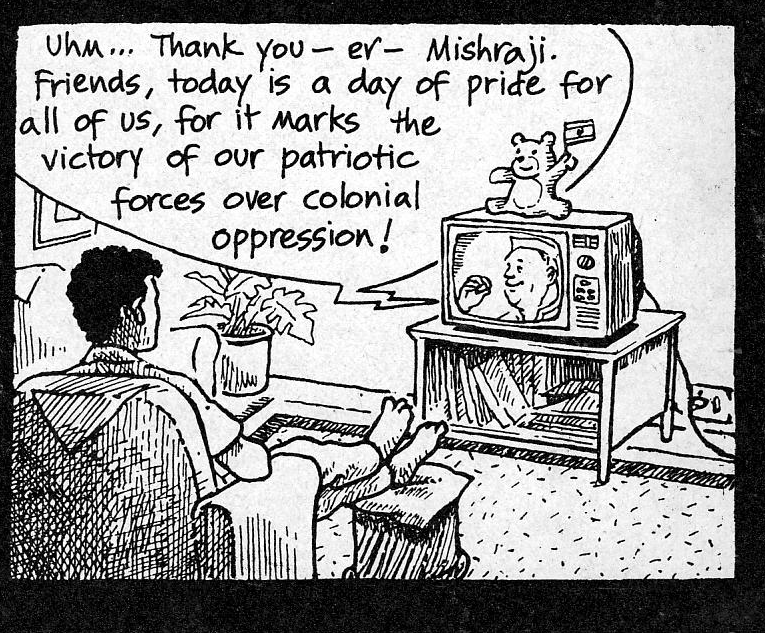 Uhm... Thank you – er – Mishraji.
Friends, today is a day of pride for
all of us, for it marks the
victory of our patriotic
forces over colonial
oppression!